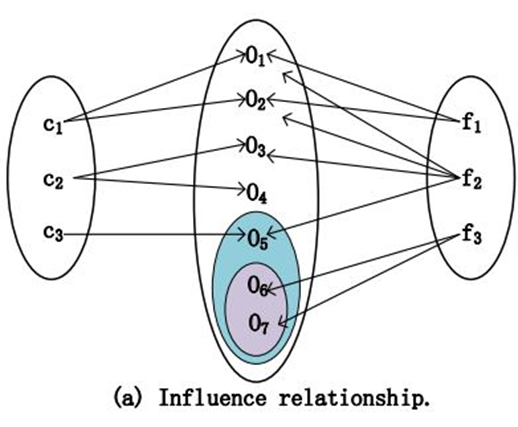 O1
c1 O2 f1
O3
c2 f2
O4
c3 O5 f3
O6
O7
(a) Influence relationship.